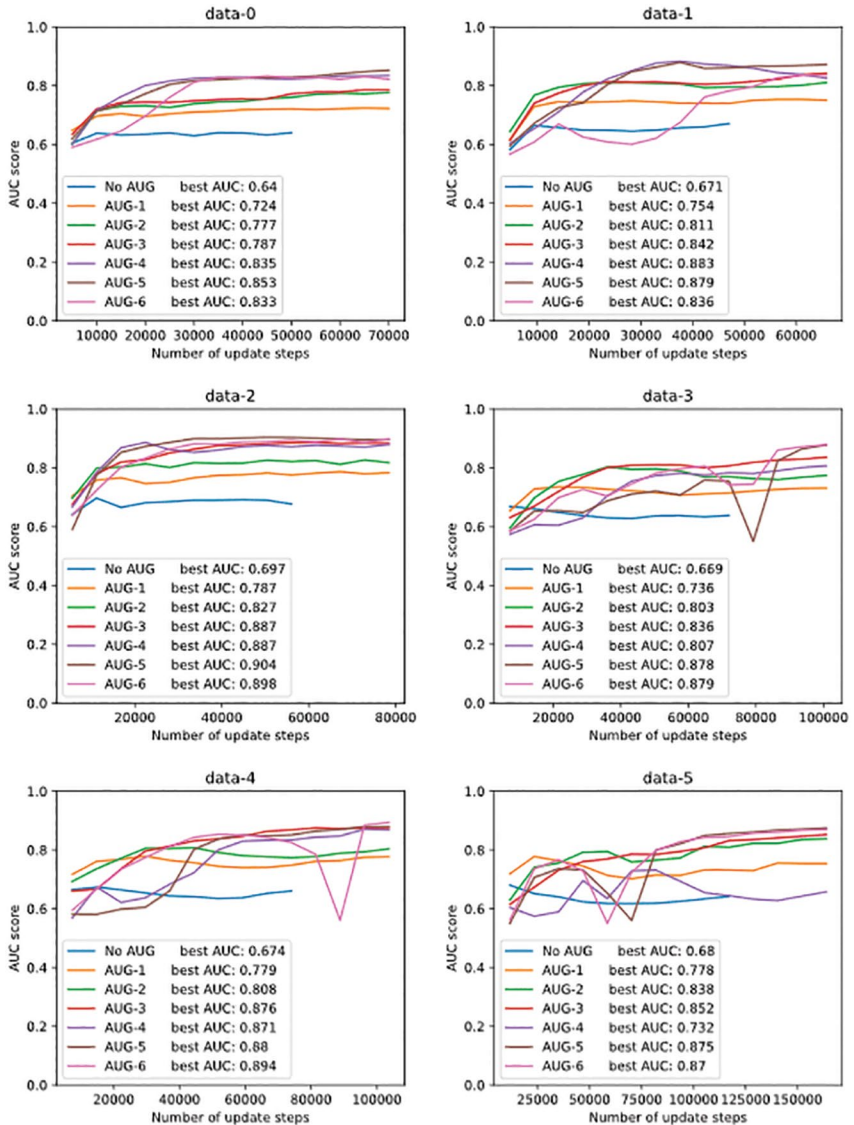 data-0
1.0
0.8
0.6
0.4
0.2
0.0
AUC score
No AUG best AUC: 0.64
AUG-1 best AUC: 0.724
AUG-2 best AUC: 0.777
AUG-3 best AUC: 0.787
AUG-4 best AUC: 0.835
AUG-5 best AUC: 0.853
AUG-6 best AUC: 0.833
10000 20000 30000 40000 50000 60000 70000
Number of update steps
data-1
1.0
0.8
0.6
0.4
0.2
0.0
AUC score
No AUG best AUC: 0.671
AUG-1 best AUC: 0.754
AUG-2 best AUC: 0.811
AUG-3 best AUC: 0.842
AUG-4 best AUC: 0.883
AUG-5 best AUC: 0.879
AUG-6 best AUC: 0.836
10000 20000 30000 40000 50000 60000
Number of update steps
data-2
1.0
0.8
0.6
0.4
0.2
0.0
AUC score
No AUG best AUC: 0.697
AUG-1 best AUC: 0.787
AUG-2 best AUC: 0.827
AUG-3 best AUC: 0.887
AUG-4 best AUC: 0.887
AUG-5 best AUC: 0.904
AUG-6 best AUC: 0.898
20000 40000 60000 80000
Number of update steps
data-3
1.0
0.8
0.6
0.4
0.2
0.0
AUC score
No AUG best AUC: 0.669
AUG-1 best AUC: 0.736
AUG-2 best AUC: 0.803
AUG-3 best AUC: 0.836
AUG-4 best AUC: 0.807
AUG-5 best AUC: 0.878
AUG-6 best AUC: 0.879
20000 40000 60000 80000 100000
Number of update steps
data-4
1.0
0.8
0.6
0.4
0.2
0.0
AUC score
No AUG best AUC: 0.674
AUG-1 best AUC: 0.779
AUG-2 best AUC: 0.808
AUG-3 best AUC: 0.876
AUG-4 best AUC: 0.871
AUG-5 best AUC: 0.88
AUG-6 best AUC: 0.894
20000 40000 60000 80000 100000
Number of update steps
data-5
1.0
0.8
0.6
0.4
0.2
0.0
AUC score
No AUG best AUC: 0.68
AUG-1 best AUC: 0.778
AUG-2 best AUC: 0.838
AUG-3 best AUC: 0.852
AUG-4 best AUC: 0.732
AUG-5 best AUC: 0.875
AUG-6 best AUC: 0.87
25000 50000 75000 100000 125000 150000
Number of update steps